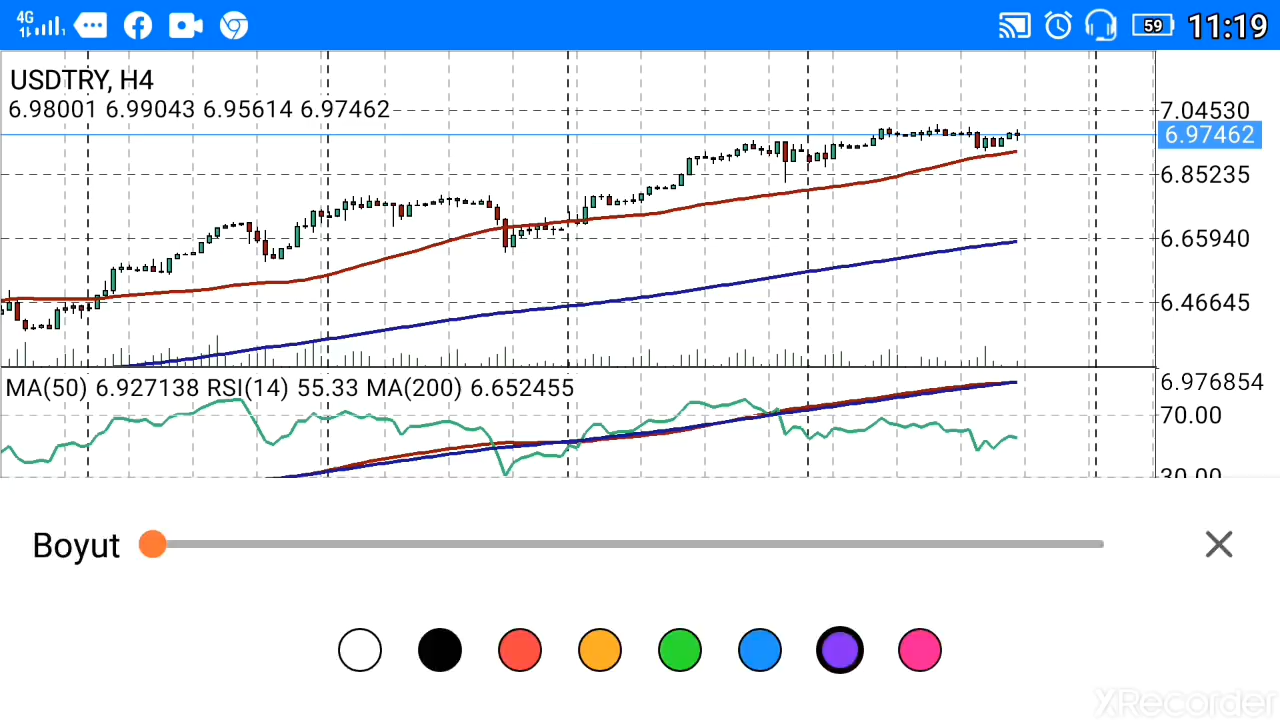 4G
59 11:19
USDTRY, H4
6.98001 6.99043 6.95614 6.97462
7.04530
6.97462
6.85235
6.65940
6.46645
MA(50) 6.927138 RSI(14) 55.33 MA(200) 6.652455
6.976854
70.00
30.00
Boyut
XRecorder